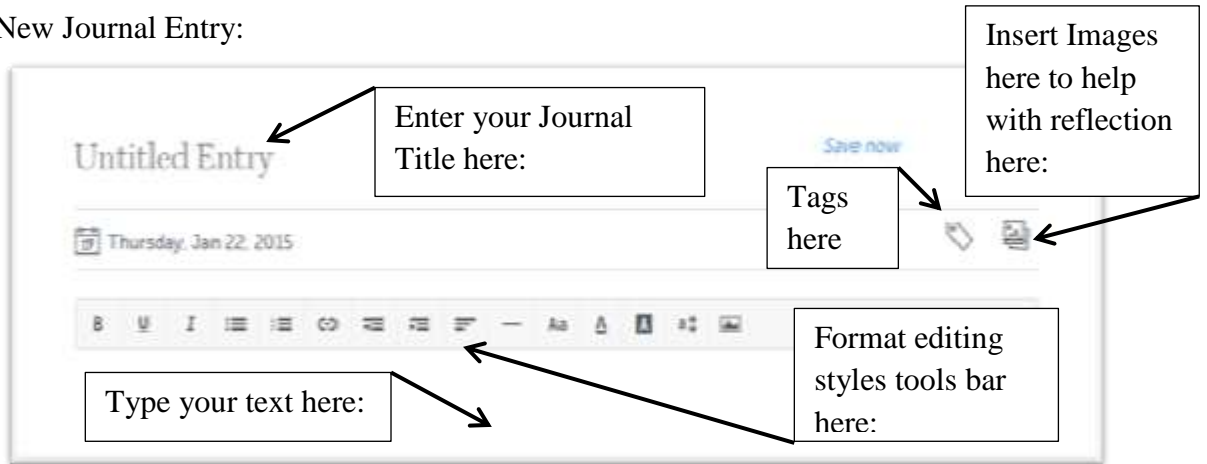 New Journal Entry:
Insert Images
here to help
with reflection
here:
Enter your Journal
Title here:
Untitled Entry
Save now
Tags
here
Thursday, Jan 22, 2015
B U I Aa A A
Format editing
styles tools bar
here:
Type your text here: